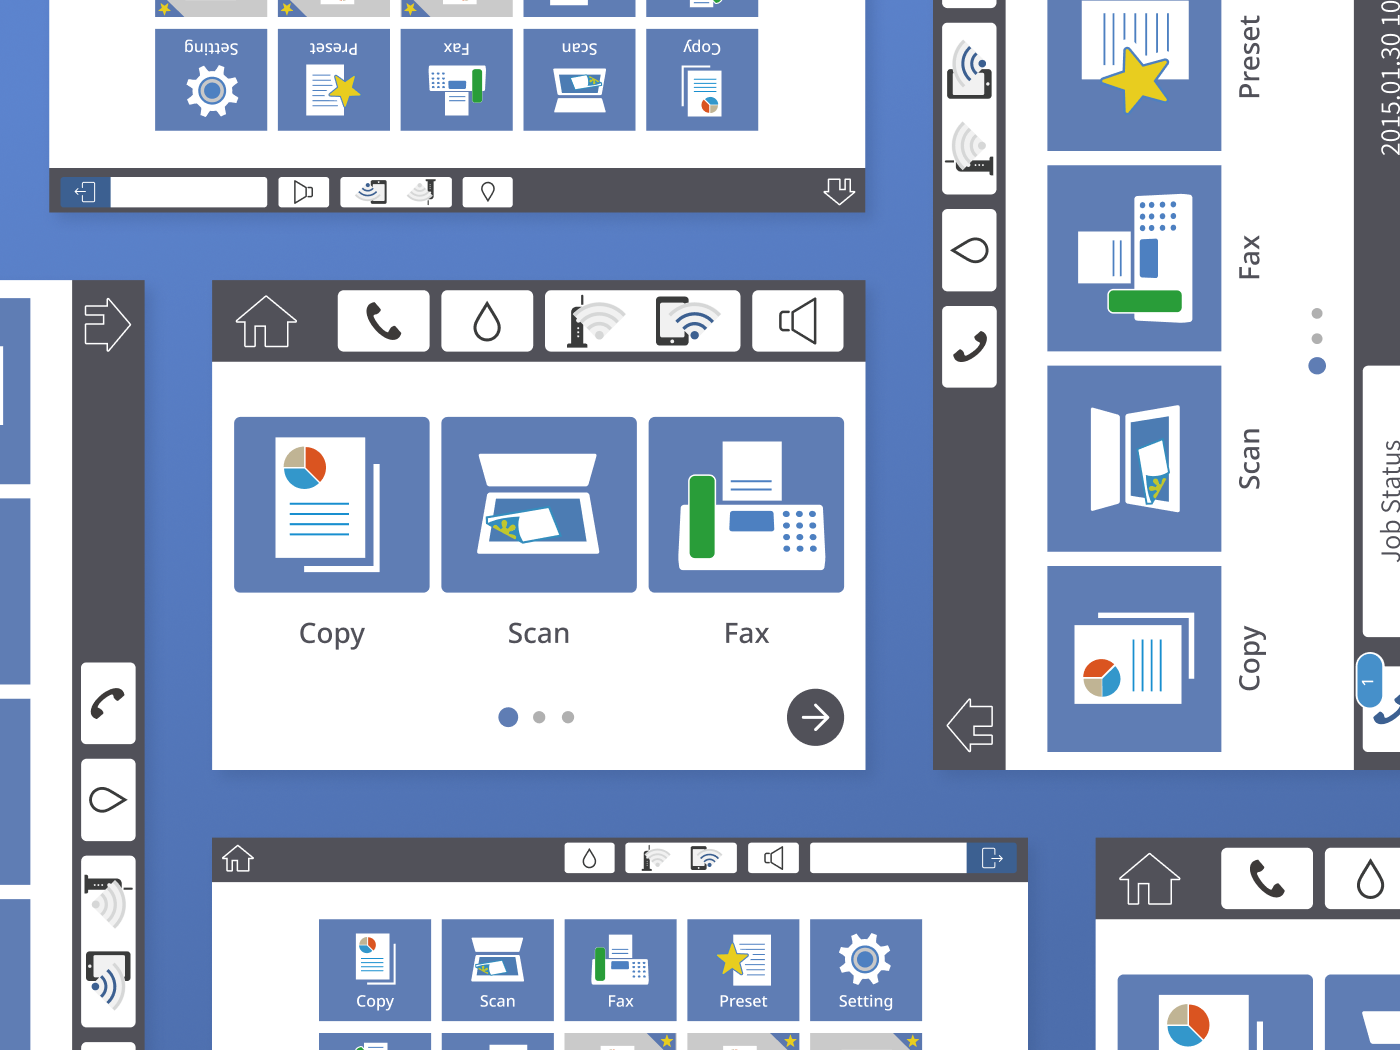 Setting
Preset
Fax
Scan
Copy
Preset
Fax
Scan
Copy
2015.01.30 10
Job Status
1
Copy
Scan
Fax
Copy
Scan
Fax
Preset
Setting